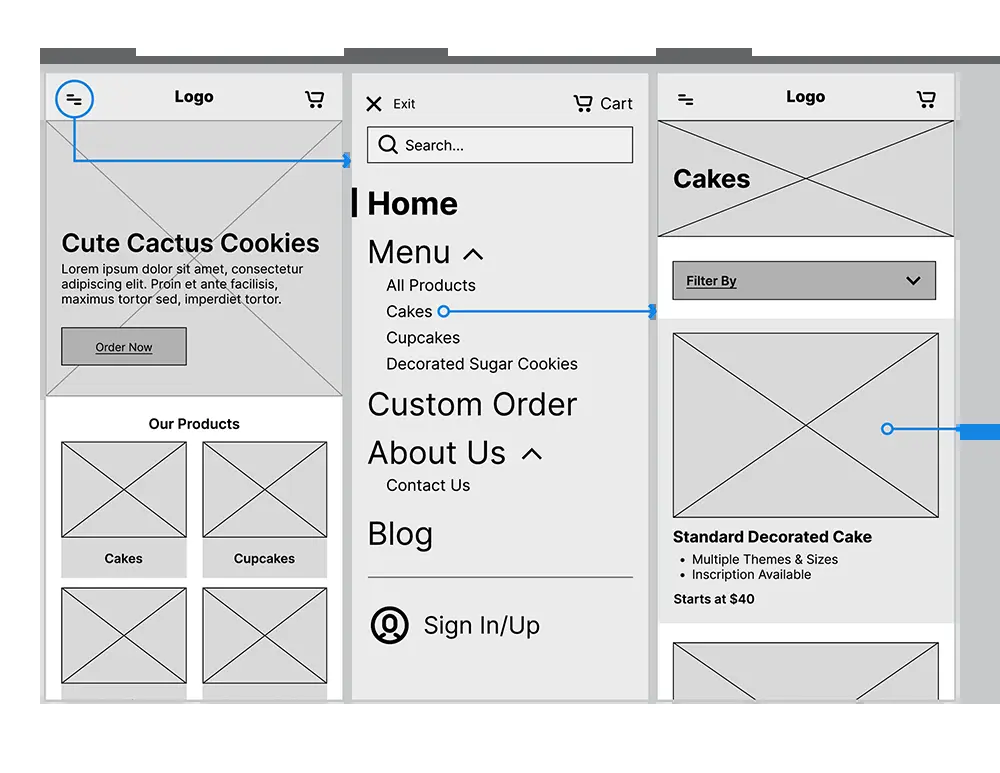 Logo
Cute Cactus Cookies
Lorem ipsum dolor sit amet, consectetur
adipiscing elit. Proin et ante facilisis,
maximus tortor sed, imperdiet tortor.
Order Now
Our Products
Cakes
Cupcakes
Exit
Cart
Search...
Home
Menu
All Products
Cakes
Cupcakes
Decorated Sugar Cookies
Custom Order
About Us
Contact Us
Blog
Sign In/Up
Logo
Cakes
Filter By
Standard Decorated Cake
• Multiple Themes & Sizes
• Inscription Available
Starts at $40